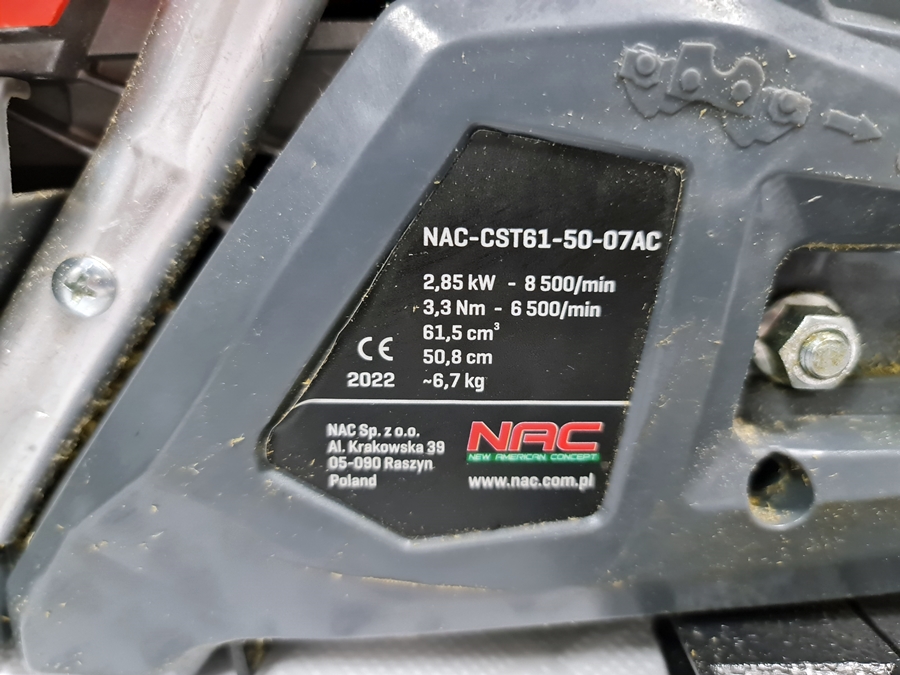 NAC-CST61-50-07AC
2,85 kW - 8 500/min
3,3 Nm - 6 500/min
61,5 cm³
50,8 cm
~6,7 kg
CE
2022
NAC Sp. z o.o.
Al. Krakowska 39
05-090 Raszyn
Poland
NAC
NEW AMERICAN CONCEPT
www.nac.com.pl